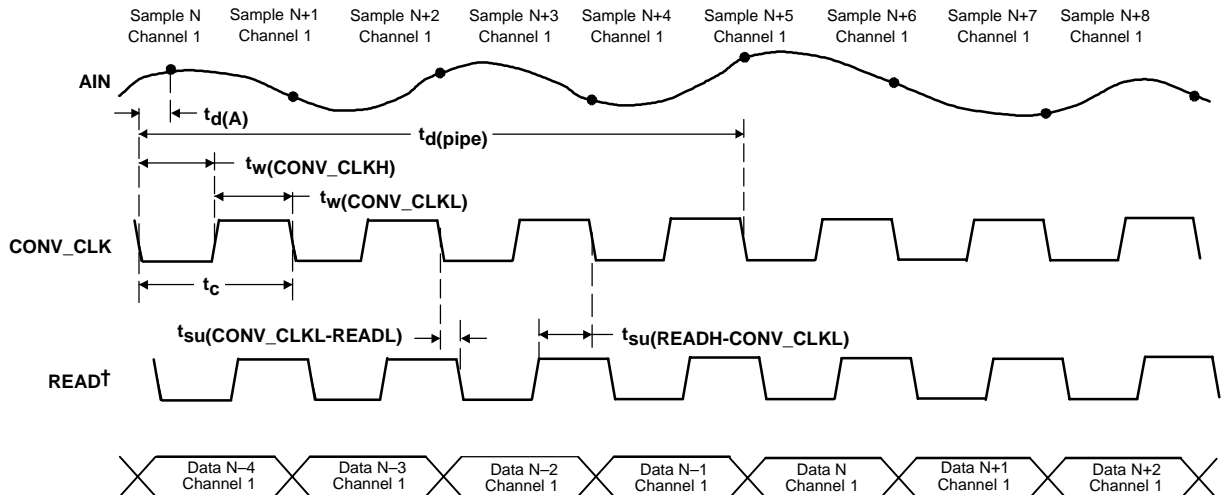 Sample N Sample N+1 Sample N+2 Sample N+3 Sample N+4 Sample N+5 Sample N+6 Sample N+7 Sample N+8
Channel 1 Channel 1 Channel 1 Channel 1 Channel 1 Channel 1 Channel 1 Channel 1 Channel 1
AIN
td(A)
td(pipe)
tw(CONV_CLKH)
tw(CONV_CLKL)
CONV_CLK
tc
tsu(CONV_CLKL-READL)
tsu(READH-CONV_CLKL)
READ†
Data N–4 Data N–3 Data N–2 Data N–1 Data N Data N+1 Data N+2
Channel 1 Channel 1 Channel 1 Channel 1 Channel 1 Channel 1 Channel 1